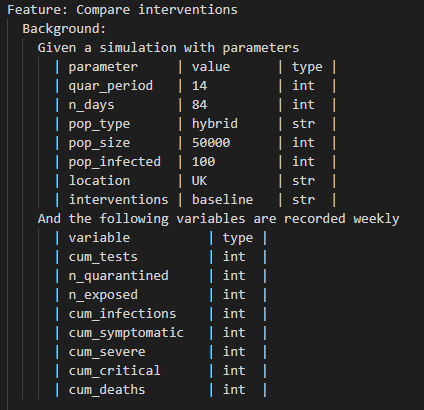 Feature: Compare interventions
Background:
Given a simulation with parameters
| parameter | value | type |
| quar_period | 14 | int |
| n_days | 84 | int |
| pop_type | hybrid | str |
| pop_size | 50000 | int |
| pop_infected | 100 | int |
| location | UK | str |
| interventions | baseline | str |
And the following variables are recorded weekly
| variable | type |
| cum_tests | int |
| n_quarantined | int |
| n_exposed | int |
| cum_infections | int |
| cum_symptomatic | int |
| cum_severe | int |
| cum_critical | int |
| cum_deaths | int |